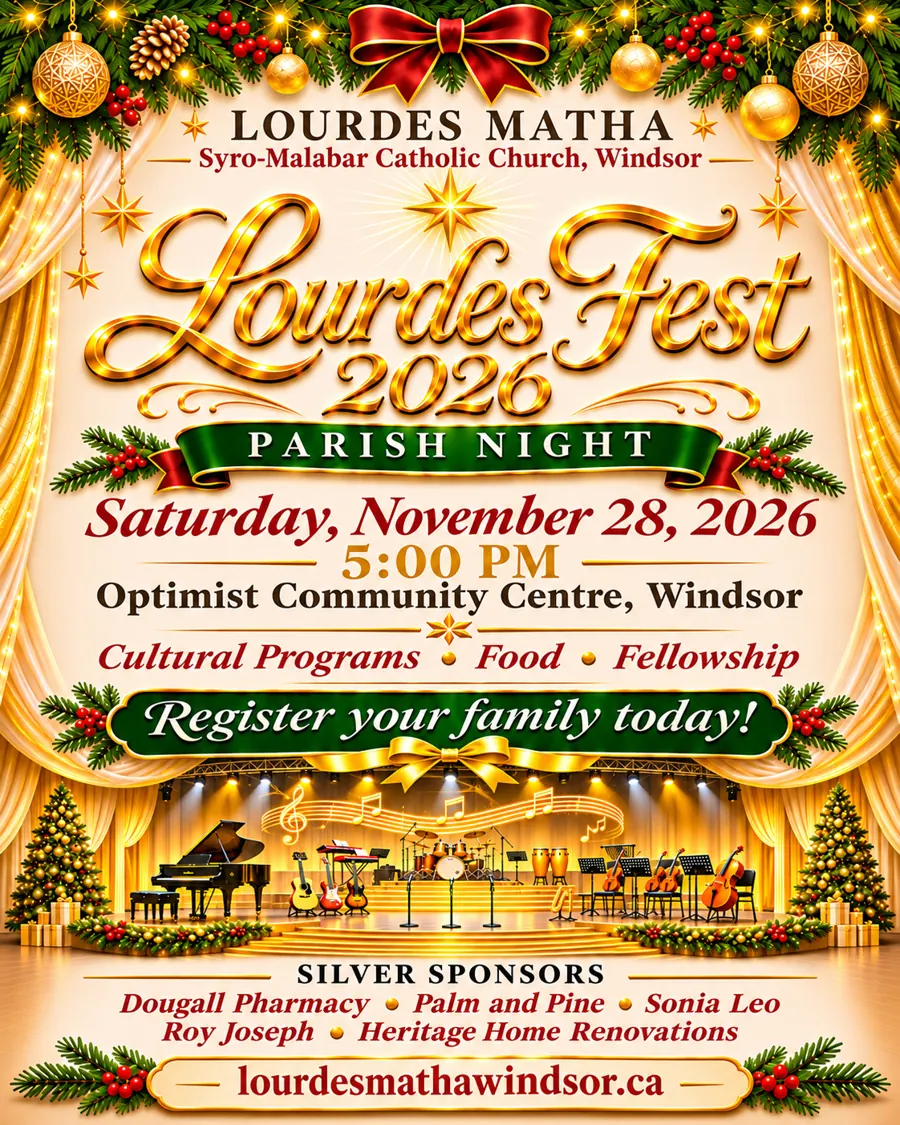 LOURDES MATHA
Syro-Malabar Catholic Church, Windsor
Lourdes Fest
2026
PARISH NIGHT
Saturday, November 28, 2026
5:00 PM
Optimist Community Centre, Windsor
Cultural Programs • Food • Fellowship
Register your family today!
SILVER SPONSORS
Dougall Pharmacy • Palm and Pine • Sonia Leo
Roy Joseph • Heritage Home Renovations
lourdesmathawindsor.ca